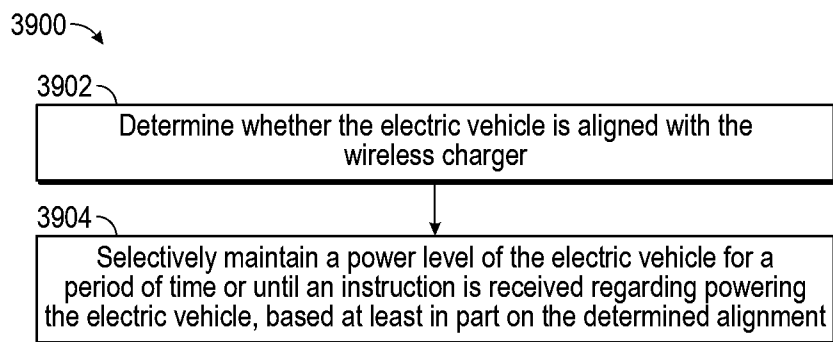 3900
3902
Determine whether the electric vehicle is aligned with the
wireless charger
3904
Selectively maintain a power level of the electric vehicle for a
period of time or until an instruction is received regarding powering
the electric vehicle, based at least in part on the determined alignment